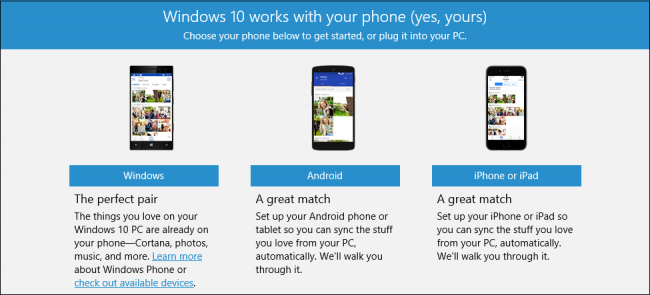 Windows 10 works with your phone (yes, yours)
Choose your phone below to get started, or plug it into your PC.
Windows
The perfect pair
The things you love on your
Windows 10 PC are already on
your phone—Cortana, photos,
music, and more. Learn more
about Windows Phone or
check out available devices.
Android
A great match
Set up your Android phone or
tablet so you can sync the stuff
you love from your PC,
automatically. We'll walk you
through it.
iPhone or iPad
A great match
Set up your iPhone or iPad so
you can sync the stuff you love
from your PC, automatically.
We'll walk you through it.